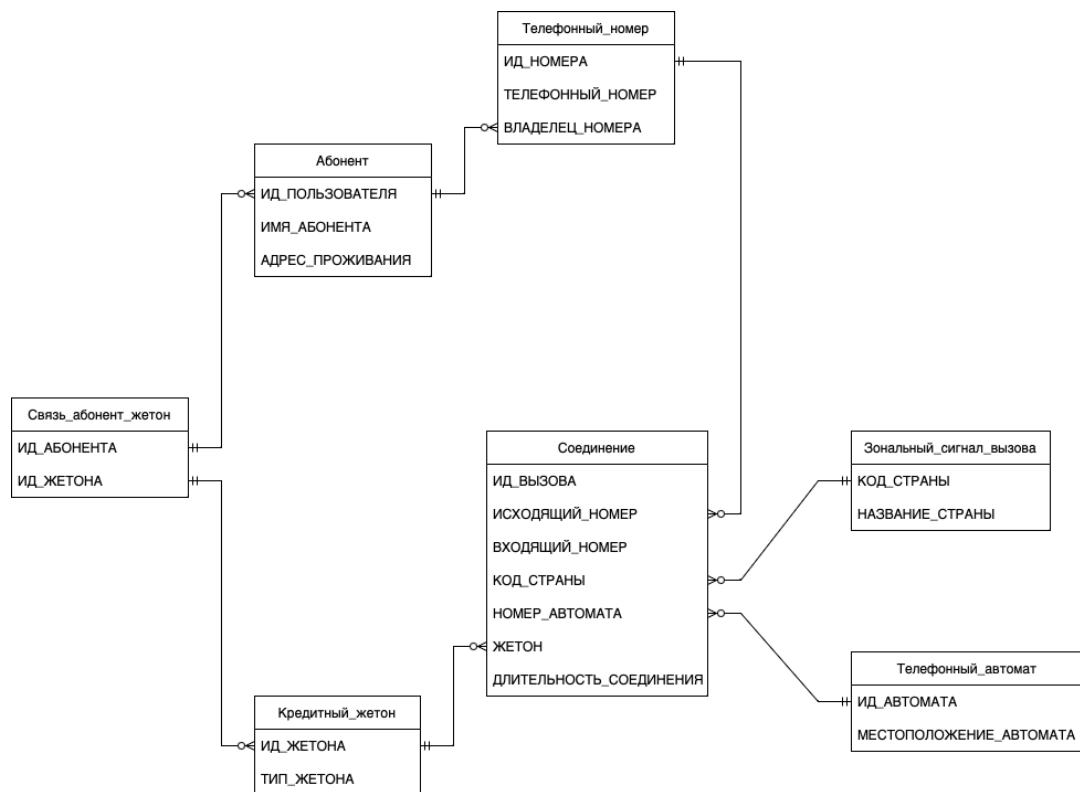 Телефонный_номер
ИД_НОМЕРА
ТЕЛЕФОННЫЙ_НОМЕР
ВЛАДЕЛЕЦ_НОМЕРА
Абонент
ИД_ПОЛЬЗОВАТЕЛЯ
ИМЯ_АБОНЕНТА
АДРЕС_ПРОЖИВАНИЯ
Связь_абонент_жетон
ИД_АБОНЕНТА
ИД_ЖЕТОНА
Соединение
ИД_ВЫЗОВА
ИСХОДЯЩИЙ_НОМЕР
ВХОДЯЩИЙ_НОМЕР
КОД_СТРАНЫ
НОМЕР_АВТОМАТА
ЖЕТОН
ДЛИТЕЛЬНОСТЬ_СОЕДИНЕНИЯ
Зональный_сигнал_вызова
КОД_СТРАНЫ
НАЗВАНИЕ_СТРАНЫ
Телефонный_автомат
ИД_АВТОМАТА
МЕСТОПОЛОЖЕНИЕ_АВТОМАТА
Кредитный_жетон
ИД_ЖЕТОНА
ТИП_ЖЕТОНА